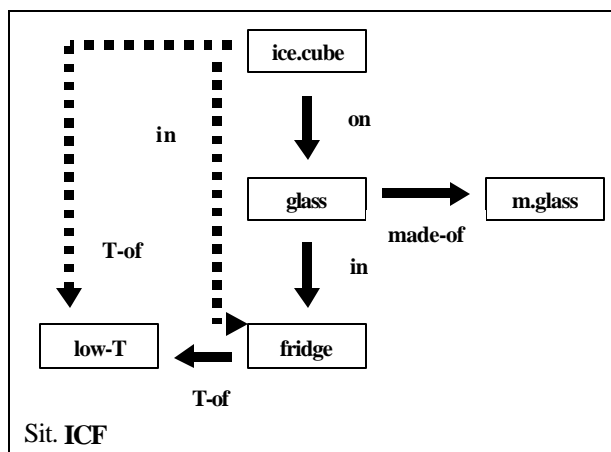 ice.cube
on
in
glass
m.glass
made-of
in
T-of
low-T
fridge
T-of
Sit. ICF